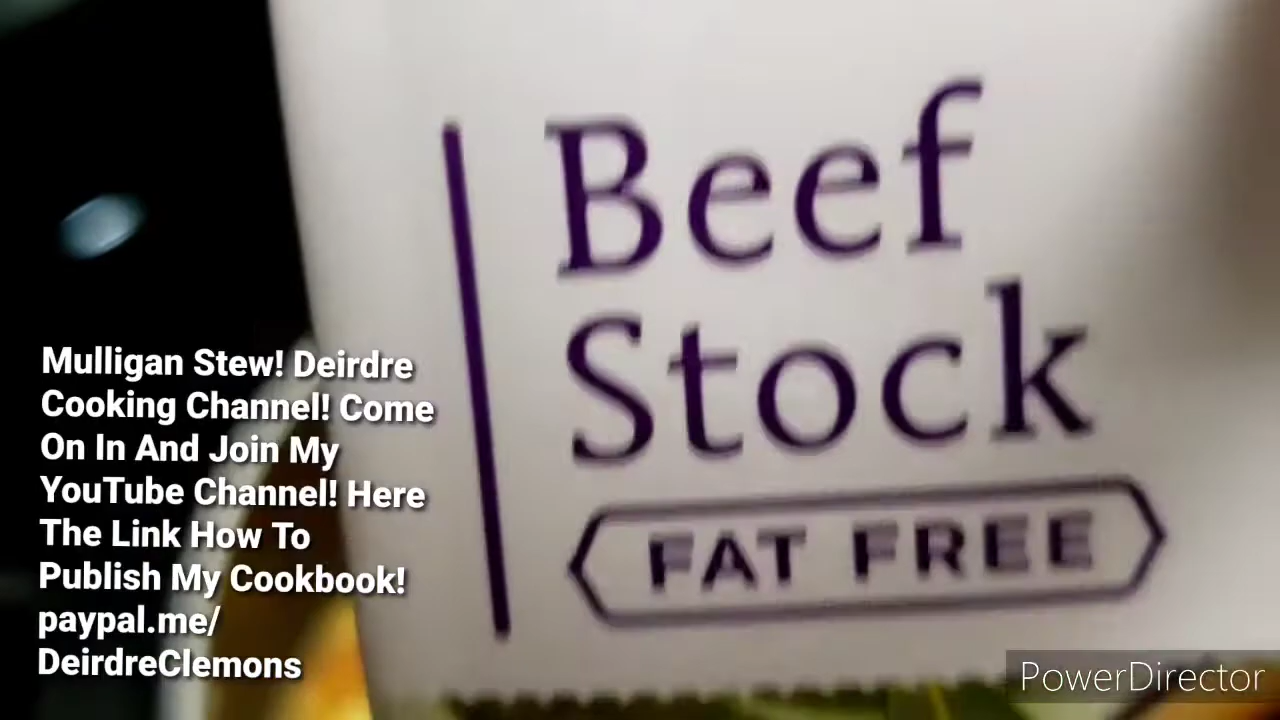 Beef
Stock
FAT FREE
Mulligan Stew! Deirdre
Cooking Channel! Come
On In And Join My
YouTube Channel! Here
The Link How To
Publish My Cookbook!
paypal.me/
DeirdreClemons
PowerDirector